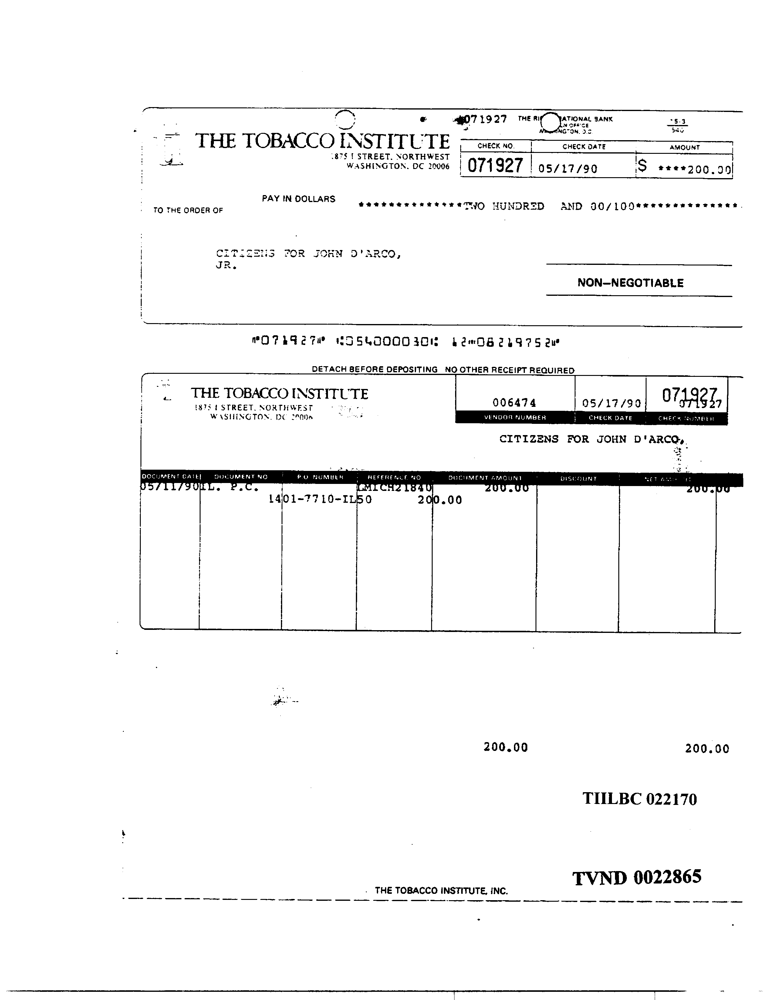 071927 THE RI ATIONAL BANK 15-3
N OFFICE 540
INGTON, D.C.
THE TOBACCO INSTITUTE
1875 I STREET, NORTHWEST
WASHINGTON, DC 20006
CHECK NO. CHECK DATE AMOUNT
071927 05/17/90 $ ****200.00
PAY IN DOLLARS **************TWO HUNDRED AND 00/100**************
TO THE ORDER OF
CITIZENS FOR JOHN D'ARCO,
JR.
NON-NEGOTIABLE
⑈071927⑈ ⑆054000030⑆ 12⑉08219752⑈
DETACH BEFORE DEPOSITING NO OTHER RECEIPT REQUIRED
THE TOBACCO INSTITUTE
1875 I STREET, NORTHWEST
WASHINGTON, DC 20006
006474 05/17/90 071927
071927
VENDOR NUMBER CHECK DATE CHECK NUMBER
CITIZENS FOR JOHN D'ARCO,
DOCUMENT DATE DOCUMENT NO P.O. NUMBER REFERENCE NO DOCUMENT AMOUNT DISCOUNT NET AMOUNT
05/11/90 IL. P.C. LMICH21840 200.00 200.00
1401-7710-IL50 200.00
200.00 200.00
TIILBC 022170
TVND 0022865
THE TOBACCO INSTITUTE, INC.